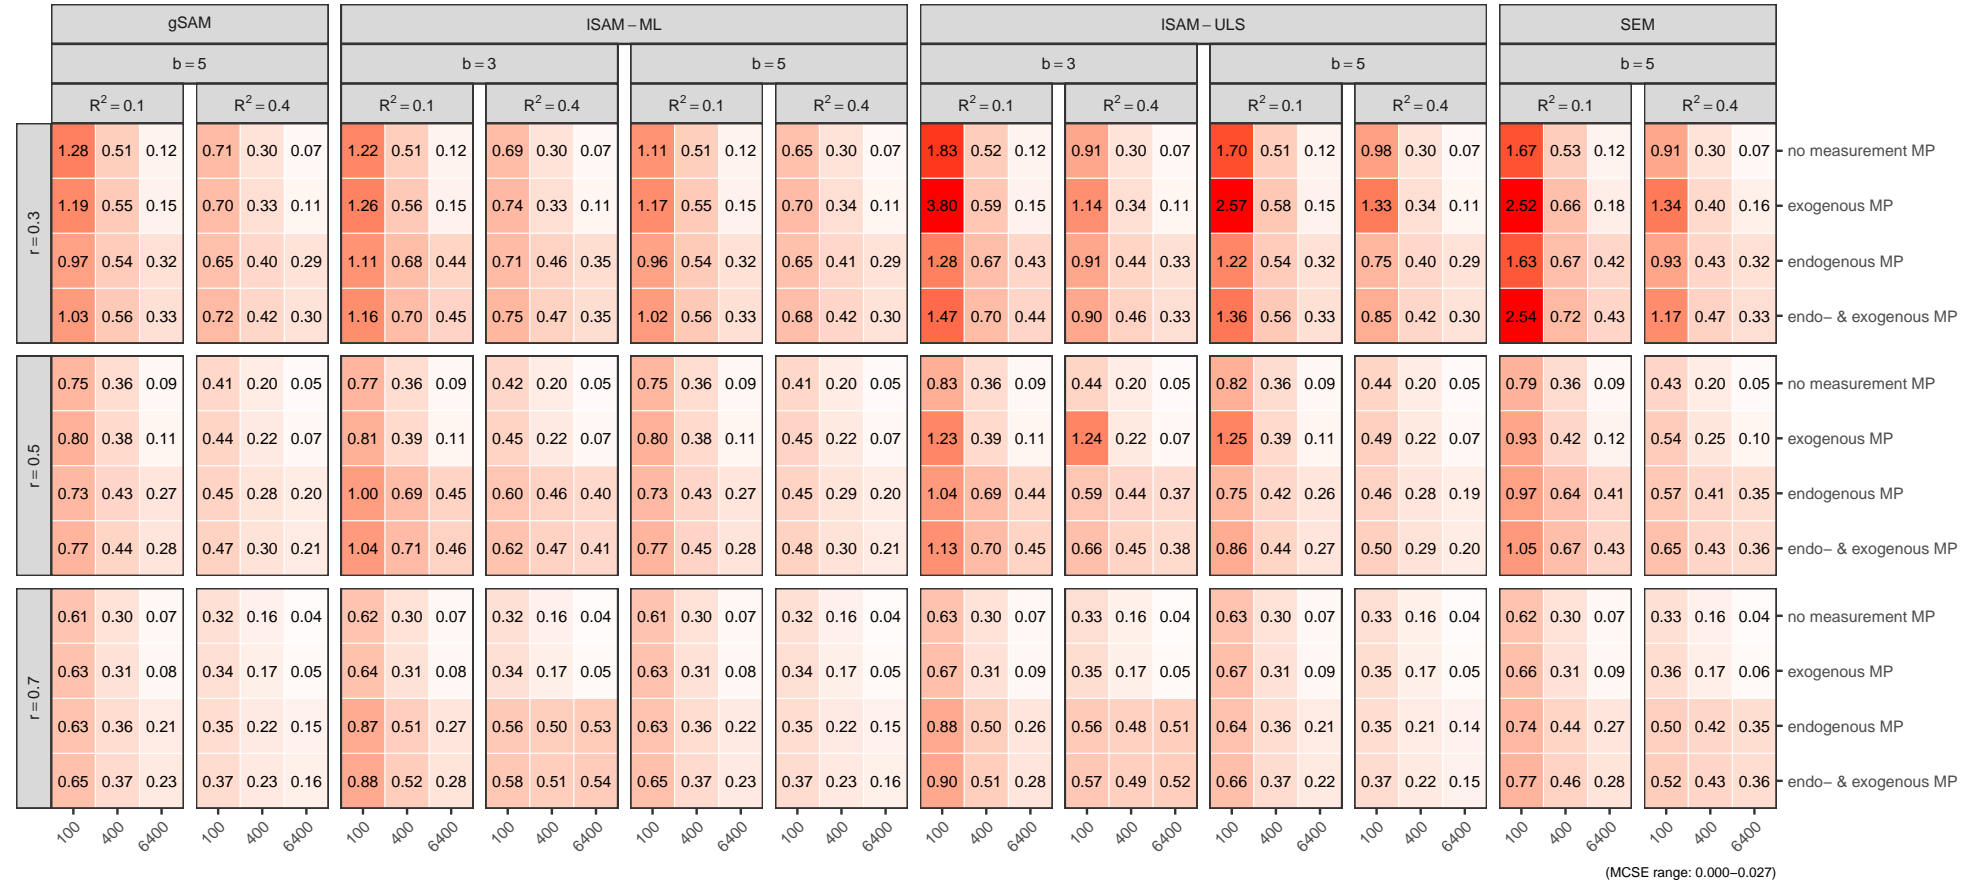 gSAM ISAM – ML ISAM – ULS SEM
b = 5 b = 3 b = 5 b = 3 b = 5 b = 5
R² = 0.1 R² = 0.4 R² = 0.1 R² = 0.4 R² = 0.1 R² = 0.4 R² = 0.1 R² = 0.4 R² = 0.1 R² = 0.4 R² = 0.1 R² = 0.4
r = 0.3
1.28 0.51 0.12 0.71 0.30 0.07 1.22 0.51 0.12 0.69 0.30 0.07 1.11 0.51 0.12 0.65 0.30 0.07 1.83 0.52 0.12 0.91 0.30 0.07 1.70 0.51 0.12 0.98 0.30 0.07 1.67 0.53 0.12 0.91 0.30 0.07 no measurement MP
1.19 0.55 0.15 0.70 0.33 0.11 1.26 0.56 0.15 0.74 0.33 0.11 1.17 0.55 0.15 0.70 0.34 0.11 3.80 0.59 0.15 1.14 0.34 0.11 2.57 0.58 0.15 1.33 0.34 0.11 2.52 0.66 0.18 1.34 0.40 0.16 exogenous MP
0.97 0.54 0.32 0.65 0.40 0.29 1.11 0.68 0.44 0.71 0.46 0.35 0.96 0.54 0.32 0.65 0.41 0.29 1.28 0.67 0.43 0.91 0.44 0.33 1.22 0.54 0.32 0.75 0.40 0.29 1.63 0.67 0.42 0.93 0.43 0.32 endogenous MP
1.03 0.56 0.33 0.72 0.42 0.30 1.16 0.70 0.45 0.75 0.47 0.35 1.02 0.56 0.33 0.68 0.42 0.30 1.47 0.70 0.44 0.90 0.46 0.33 1.36 0.56 0.33 0.85 0.42 0.30 2.54 0.72 0.43 1.17 0.47 0.33 endo– & exogenous MP
r = 0.5
0.75 0.36 0.09 0.41 0.20 0.05 0.77 0.36 0.09 0.42 0.20 0.05 0.75 0.36 0.09 0.41 0.20 0.05 0.83 0.36 0.09 0.44 0.20 0.05 0.82 0.36 0.09 0.44 0.20 0.05 0.79 0.36 0.09 0.43 0.20 0.05 no measurement MP
0.80 0.38 0.11 0.44 0.22 0.07 0.81 0.39 0.11 0.45 0.22 0.07 0.80 0.38 0.11 0.45 0.22 0.07 1.23 0.39 0.11 1.24 0.22 0.07 1.25 0.39 0.11 0.49 0.22 0.07 0.93 0.42 0.12 0.54 0.25 0.10 exogenous MP
0.73 0.43 0.27 0.45 0.28 0.20 1.00 0.69 0.45 0.60 0.46 0.40 0.73 0.43 0.27 0.45 0.29 0.20 1.04 0.69 0.44 0.59 0.44 0.37 0.75 0.42 0.26 0.46 0.28 0.19 0.97 0.64 0.41 0.57 0.41 0.35 endogenous MP
0.77 0.44 0.28 0.47 0.30 0.21 1.04 0.71 0.46 0.62 0.47 0.41 0.77 0.45 0.28 0.48 0.30 0.21 1.13 0.70 0.45 0.66 0.45 0.38 0.86 0.44 0.27 0.50 0.29 0.20 1.05 0.67 0.43 0.65 0.43 0.36 endo– & exogenous MP
r = 0.7
0.61 0.30 0.07 0.32 0.16 0.04 0.62 0.30 0.07 0.32 0.16 0.04 0.61 0.30 0.07 0.32 0.16 0.04 0.63 0.30 0.07 0.33 0.16 0.04 0.63 0.30 0.07 0.33 0.16 0.04 0.62 0.30 0.07 0.33 0.16 0.04 no measurement MP
0.63 0.31 0.08 0.34 0.17 0.05 0.64 0.31 0.08 0.34 0.17 0.05 0.63 0.31 0.08 0.34 0.17 0.05 0.67 0.31 0.09 0.35 0.17 0.05 0.67 0.31 0.09 0.35 0.17 0.05 0.66 0.31 0.09 0.36 0.17 0.06 exogenous MP
0.63 0.36 0.21 0.35 0.22 0.15 0.87 0.51 0.27 0.56 0.50 0.53 0.63 0.36 0.22 0.35 0.22 0.15 0.88 0.50 0.26 0.56 0.48 0.51 0.64 0.36 0.21 0.35 0.21 0.14 0.74 0.44 0.27 0.50 0.42 0.35 endogenous MP
0.65 0.37 0.23 0.37 0.23 0.16 0.88 0.52 0.28 0.58 0.51 0.54 0.65 0.37 0.23 0.37 0.23 0.16 0.90 0.51 0.28 0.57 0.49 0.52 0.66 0.37 0.22 0.37 0.22 0.15 0.77 0.46 0.28 0.52 0.43 0.36 endo– & exogenous MP
100 400 6400 100 400 6400 100 400 6400 100 400 6400 100 400 6400 100 400 6400 100 400 6400 100 400 6400 100 400 6400 100 400 6400 100 400 6400 100 400 6400
(MCSE range: 0.000–0.027)